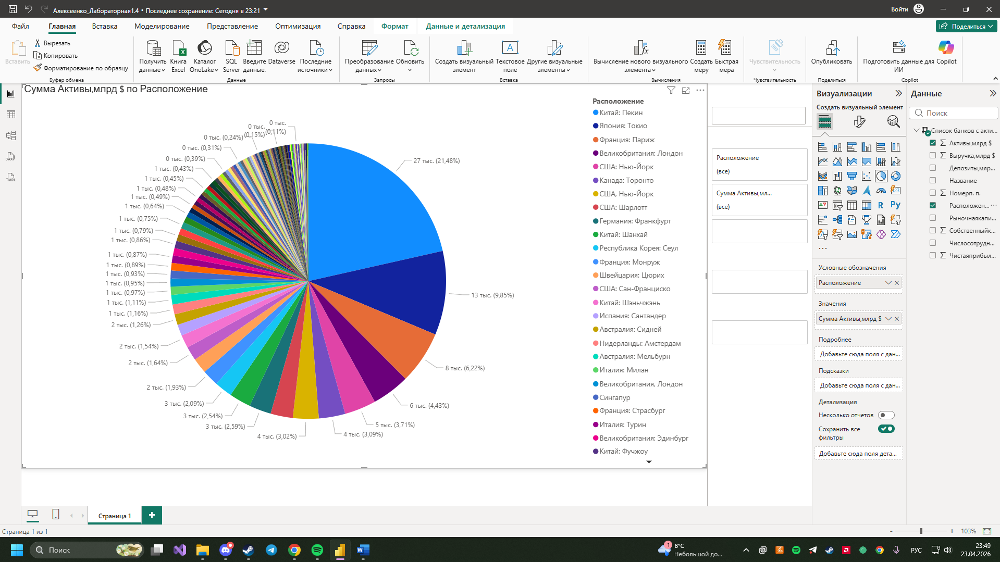 Алексеенко_Лабораторная1.4 • Последнее сохранение: Сегодня в 23:21
Войти
Файл
Главная
Вставка
Моделирование
Представление
Оптимизация
Справка
Формат
Данные и детализация
Поделиться
Вставить
Вырезать
Копировать
Форматирование по образцу
Буфер обмена
Получить данные
Книга Excel
Каталог OneLake
SQL Server
Введите данные.
Dataverse
Последние источники
Данные
Преобразование данных
Обновить
Запросы
Создать визуальный элемент
Текстовое поле
Другие визуальные элементы
Вставка
Вычисление нового визуального элемента
Создать меру
Быстрая мера
Вычисления
Чувствительность
Чувствительность
Опубликовать
Поделиться
Подготовить данные для ИИ
Copilot
Copilot
Сумма Активы,млрд $ по Расположение
27 тыс. (21,48%)
13 тыс. (9,85%)
8 тыс. (6,22%)
6 тыс. (4,43%)
5 тыс. (3,71%)
4 тыс. (3,09%)
4 тыс. (3,02%)
3 тыс. (2,59%)
3 тыс. (2,54%)
3 тыс. (2,09%)
2 тыс. (1,93%)
2 тыс. (1,64%)
2 тыс. (1,54%)
2 тыс. (1,26%)
1 тыс. (1,16%)
1 тыс. (1,11%)
1 тыс. (0,97%)
1 тыс. (0,95%)
1 тыс. (0,93%)
1 тыс. (0,89%)
1 тыс. (0,87%)
1 тыс. (0,86%)
1 тыс. (0,79%)
1 тыс. (0,75%)
1 тыс. (0,64%)
1 тыс. (0,49%)
1 тыс. (0,48%)
1 тыс. (0,45%)
1 тыс. (0,43%)
0 тыс. (0,39%)
0 тыс. (0,31%)
0 тыс. (0,24%)
0 тыс. (0,15%)
0 тыс. (0,11%)
Расположение
Китай: Пекин
Япония: Токио
Франция: Париж
Великобритания: Лондон
США: Нью-Йорк
Канада: Торонто
США, Нью-Йорк
США: Шарлотт
Германия: Франкфурт
Китай: Шанхай
Республика Корея: Сеул
Франция: Монруж
Швейцария: Цюрих
США: Сан-Франциско
Китай: Шэньчжэнь
Испания: Сантандер
Австралия: Сидней
Нидерланды: Амстердам
Австралия: Мельбурн
Италия: Милан
Великобритания, Лондон
Сингапур
Франция: Страсбург
Италия: Турин
Великобритания: Эдинбург
Китай: Фучжоу
Расположение
(все)
Сумма Активы,мл...
(все)
Визуализации
Создать визуальный элемент
123
R
Py
Условные обозначения
Расположение
Значения
Сумма Активы,млрд $
Подробнее
Добавьте сюда поля с дан...
Подсказки
Добавьте сюда поля с дан...
Детализация
Несколько отчетов
Сохранить все фильтры
Добавьте сюда поля дета...
Данные
Поиск
Список банков с акти...
Активы,млрд $
Выручка,млрд $
Депозиты,млр...
Название
Номерп. п.
Расположен...
Рыночнаякапи...
Собственныйк...
Числосотрудн...
Чистаяприбыл...
DAX
TMDL
Страница 1
Страница 1 из 1
- + 103%
Поиск
1
8°C
Небольшой до...
РУС
23:49
23.04.2026